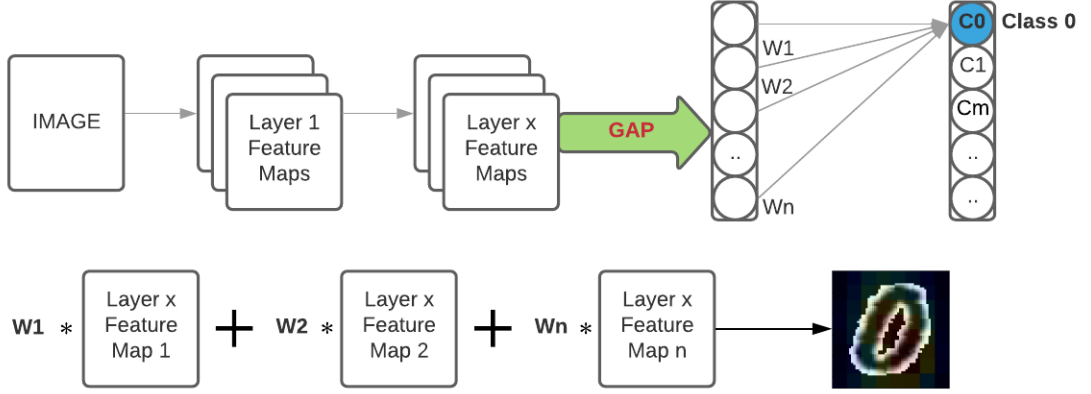 IMAGE
Layer 1
Feature
Maps
Layer x
Feature
Maps
GAP
W1
W2
..
Wn
C0
Class 0
C1
Cm
..
..
W1 *
Layer x
Feature
Map 1
+
W2 *
Layer x
Feature
Map 2
+
Wn *
Layer x
Feature
Map n